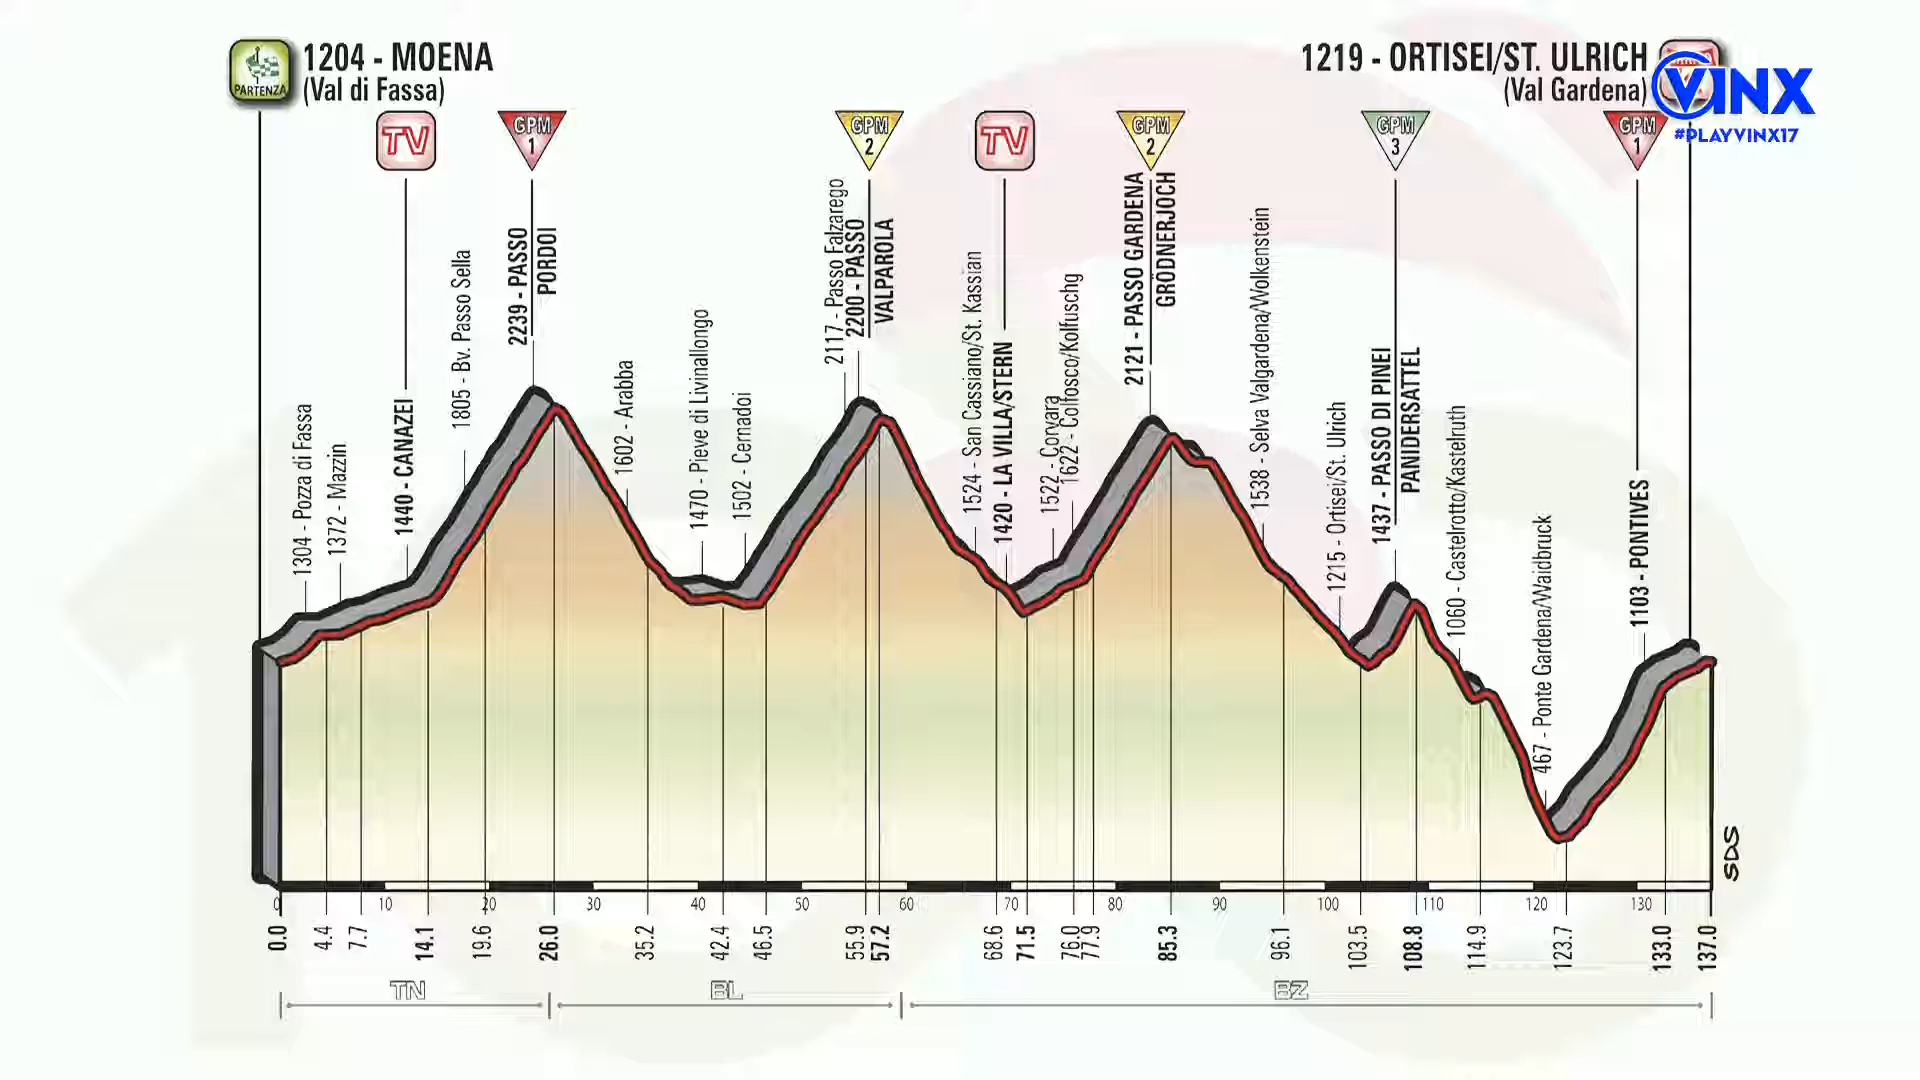 1204 - MOENA
(Val di Fassa)
PARTENZA
1219 - ORTISEI/ST. ULRICH
(Val Gardena)
VINX
#PLAYVINX17
TV
GPM
1
GPM
2
TV
GPM
2
GPM
3
GPM
1
1304 - Pozza di Fassa
1372 - Mazzin
1440 - CANAZEI
1805 - Bv. Passo Sella
2239 - PASSO
PORDOI
1602 - Arabba
1470 - Pieve di Livinallongo
1502 - Cernadoi
2117 - Passo Falzarego
2200 - PASSO
VALPAROLA
1524 - San Cassiano/St. Kassian
1420 - LA VILLA/STERN
1522 - Corvara
1622 - Colfosco/Kolfuschg
2121 - PASSO GARDENA
GRÖDNERJOCH
1538 - Selva Valgardena/Wolkenstein
1215 - Ortisei/St. Ulrich
1437 - PASSO DI PINEI
PANIDERSATTEL
1060 - Castelrotto/Kastelruth
467 - Ponte Gardena/Waidbruck
1103 - PONTIVES
SDS
0 10 20 30 40 50 60 70 80 90 100 110 120 130
0.0 4.4 7.7 14.1 19.6 26.0 35.2 42.4 46.5 55.9 57.2 68.6 71.5 76.0 77.9 85.3 96.1 103.5 108.8 114.9 123.7 133.0 137.0
TN BL BZ